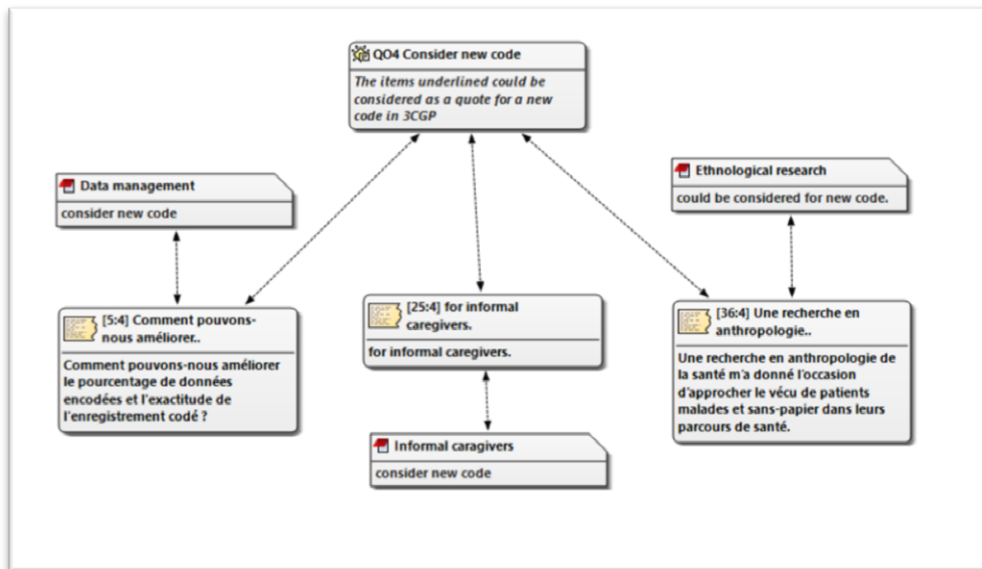 QO4 Consider new code
The items underlined could be
considered as a quote for a new
code in 3CGP
Data management
consider new code
Ethnological research
could be considered for new code.
[5:4] Comment pouvons-
nous améliorer..
Comment pouvons-nous améliorer
le pourcentage de données
encodées et l'exactitude de
l'enregistrement codé ?
[25:4] for informal
caregivers.
for informal caregivers.
[36:4] Une recherche en
anthropologie..
Une recherche en anthropologie de
la santé m'a donné l'occasion
d'approcher le vécu de patients
malades et sans-papier dans leurs
parcours de santé.
Informal caragivers
consider new code